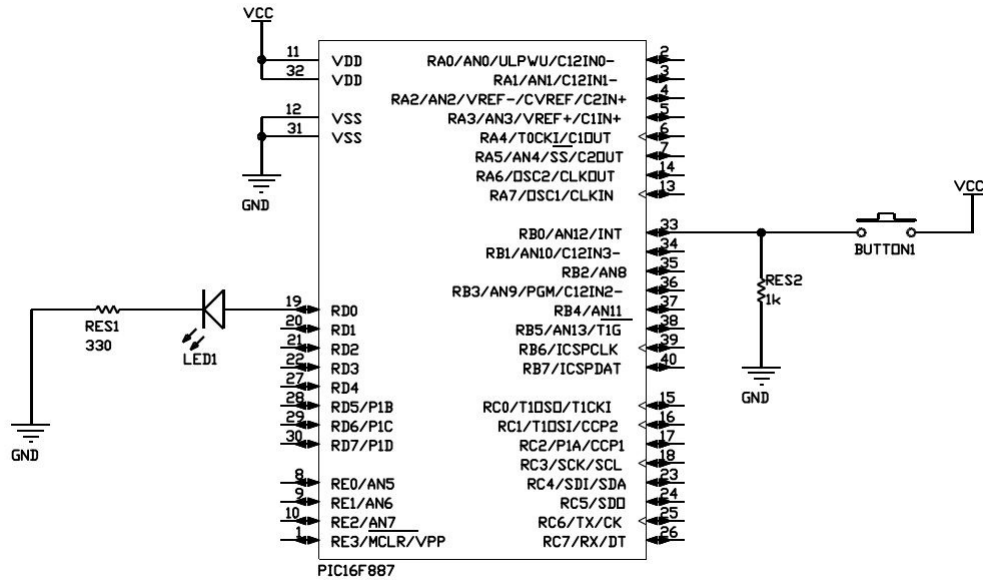 VCC
11 VDD
32 VDD
12 VSS
31 VSS
GND
RA0/AN0/ULPWU/C12IN0- 2
RA1/AN1/C12IN1- 3
RA2/AN2/VREF-/CVREF/C2IN+ 4
RA3/AN3/VREF+/C1IN+ 5
RA4/T0CKI/C1OUT 6
RA5/AN4/SS/C2OUT 7
RA6/OSC2/CLKOUT 14
RA7/OSC1/CLKIN 13
RB0/AN12/INT 33
RB1/AN10/C12IN3- 34
RB2/AN8 35
RB3/AN9/PGM/C12IN2- 36
RB4/AN11 37
RB5/AN13/T1G 38
RB6/ICSPCLK 39
RB7/ICSPDAT 40
VCC
BUTTON1
RES2
1k
GND
19 RD0
20 RD1
21 RD2
22 RD3
27 RD4
28 RD5/P1B
29 RD6/P1C
30 RD7/P1D
RES1
330
LED1
GND
8 RE0/AN5
9 RE1/AN6
10 RE2/AN7
1 RE3/MCLR/VPP
RC0/T1OSO/T1CKI 15
RC1/T1OSI/CCP2 16
RC2/P1A/CCP1 17
RC3/SCK/SCL 18
RC4/SDI/SDA 23
RC5/SDO 24
RC6/TX/CK 25
RC7/RX/DT 26
PIC16F887